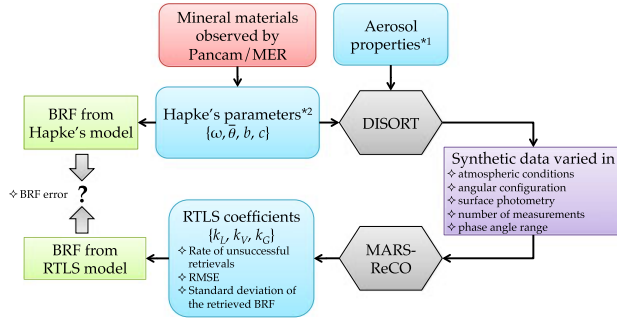 Mineral materials
observed by
Pancam/MER
Aerosol
properties*1
BRF from
Hapke's model
Hapke's parameters*2
{ω, θ̅, b, c}
DISORT
Synthetic data varied in
✧ atmospheric conditions
✧ angular configuration
✧ surface photometry
✧ number of measurements
✧ phase angle range
✧ BRF error
?
BRF from
RTLS model
RTLS coefficients
{kL, kV, kG}
✧ Rate of unsuccessful
retrievals
✧ RMSE
✧ Standard deviation of
the retrieved BRF
MARS-
ReCO